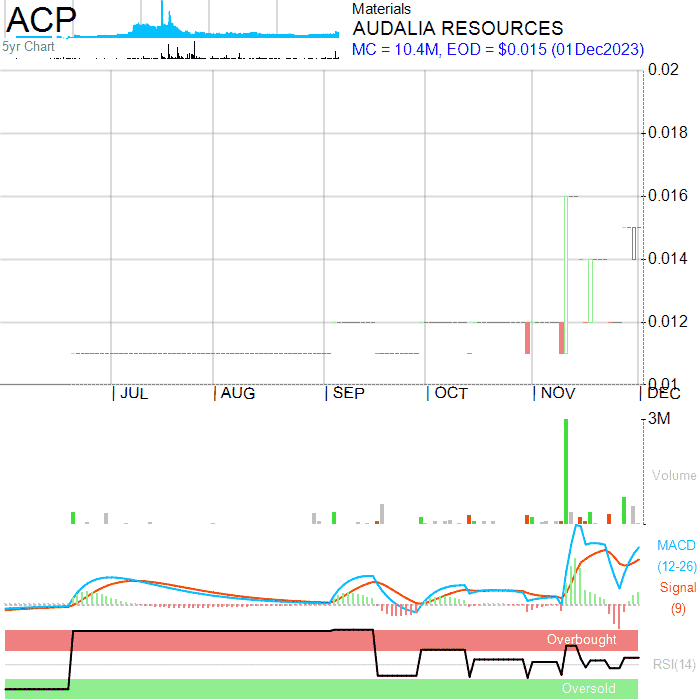 ACP
5yr Chart
Materials
AUDALIA RESOURCES
MC = 10.4M, EOD = $0.015 (01Dec2023)
0.02
0.018
0.016
0.014
0.012
0.01
JUL AUG SEP OCT NOV DEC
3M
Volume
MACD
(12-26)
Signal
(9)
Overbought
RSI(14)
Oversold